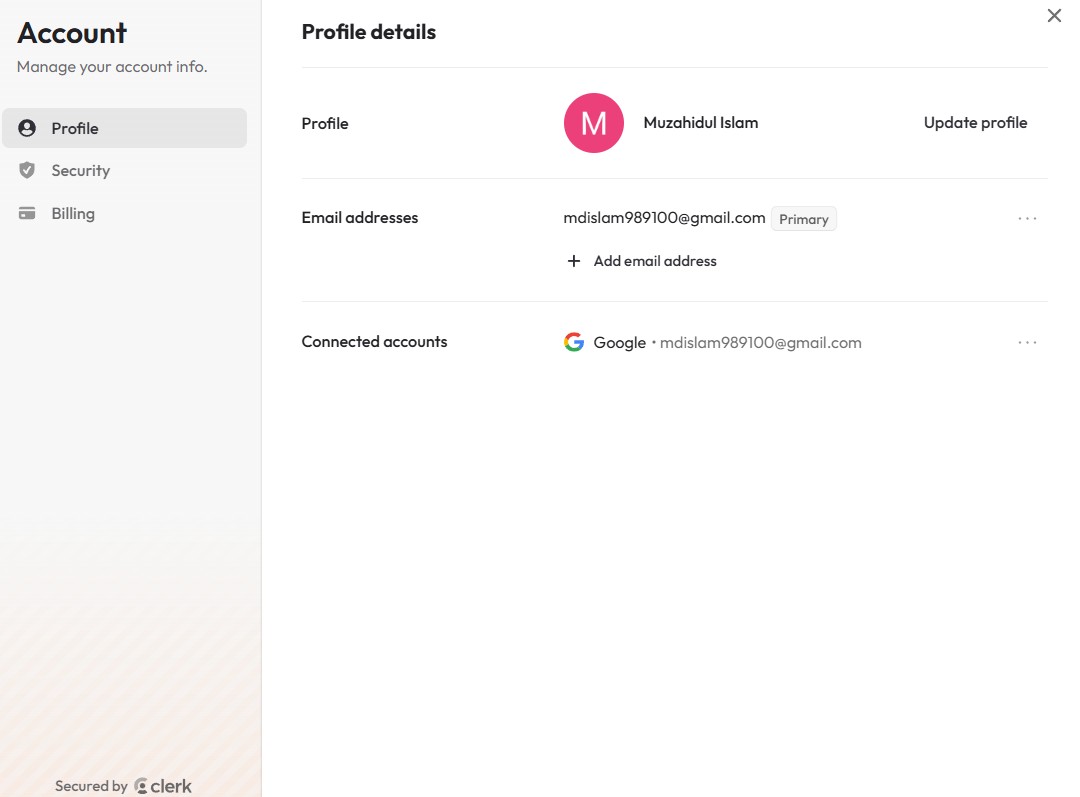 Account
Manage your account info.
Profile
Security
Billing
Secured by clerk
Profile details
Profile
M
Muzahidul Islam
Update profile
Email addresses
mdislam989100@gmail.com Primary
...
+ Add email address
Connected accounts
Google • mdislam989100@gmail.com
...